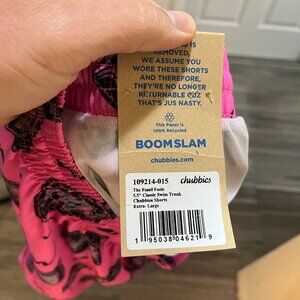 REMOVED,
WE ASSUME YOU
WORE THESE SHORTS
AND THEREFORE,
THEY'RE NO LONGER
RETURNABLE CUZ
THAT'S JUS NASTY.
This Paper is
100% Recycled
BOOMSLAM
chubbies.com
109214-015 chubbies
The Fossil Fuels
5.5" Classic Swim Trunk
Chubbies Shorts
Extra- Large
1 95038 04621 9